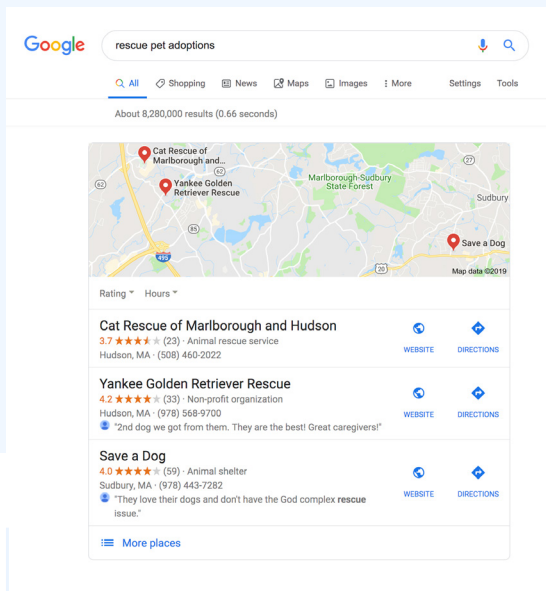 Google
rescue pet adoptions
All Shopping News Maps Images More Settings Tools
About 8,280,000 results (0.66 seconds)
Cat Rescue of
Marlborough and...
62
27
Yankee Golden
Retriever Rescue
Marlborough-Sudbury
State Forest
62
Sudbury
85
Save a Dog
495
20
Map data ©2019
Rating Hours
Cat Rescue of Marlborough and Hudson
3.7 ★★★★★ (23) · Animal rescue service
Hudson, MA · (508) 460-2022
WEBSITE DIRECTIONS
Yankee Golden Retriever Rescue
4.2 ★★★★★ (33) · Non-profit organization
Hudson, MA · (978) 568-9700
WEBSITE DIRECTIONS
"2nd dog we got from them. They are the best! Great caregivers!"
Save a Dog
4.0 ★★★★★ (59) · Animal shelter
Sudbury, MA · (978) 443-7282
WEBSITE DIRECTIONS
"They love their dogs and don't have the God complex rescue
issue."
More places